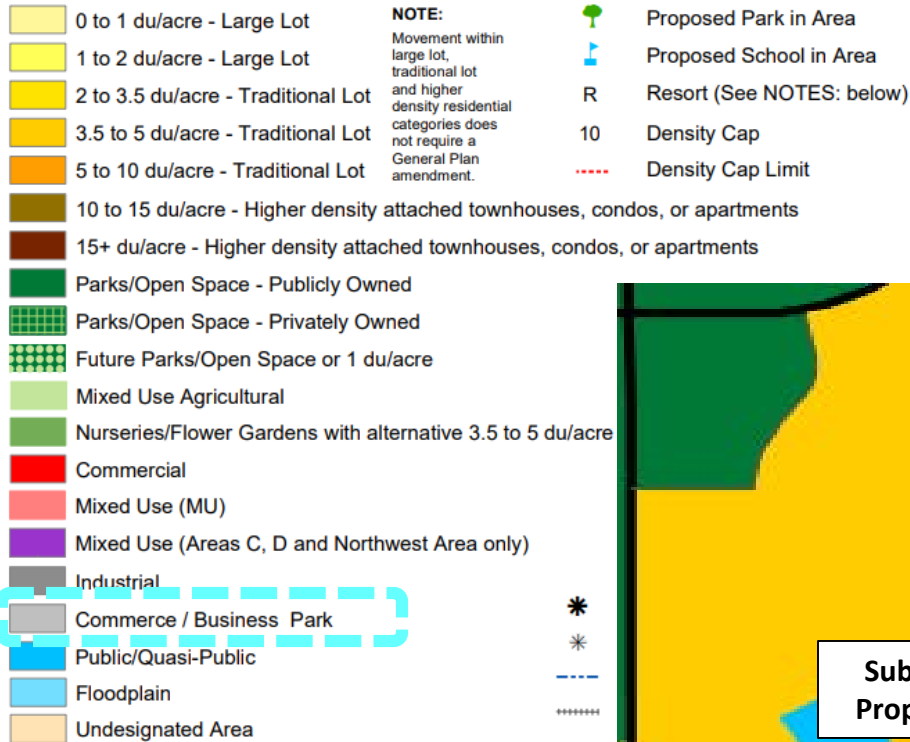 0 to 1 du/acre - Large Lot
1 to 2 du/acre - Large Lot
2 to 3.5 du/acre - Traditional Lot
3.5 to 5 du/acre - Traditional Lot
5 to 10 du/acre - Traditional Lot
10 to 15 du/acre - Higher density attached townhouses, condos, or apartments
15+ du/acre - Higher density attached townhouses, condos, or apartments
Parks/Open Space - Publicly Owned
Parks/Open Space - Privately Owned
Future Parks/Open Space or 1 du/acre
Mixed Use Agricultural
Nurseries/Flower Gardens with alternative 3.5 to 5 du/acre
Commercial
Mixed Use (MU)
Mixed Use (Areas C, D and Northwest Area only)
Industrial
Commerce / Business Park
Public/Quasi-Public
Floodplain
Undesignated Area
NOTE:
Movement within
large lot,
traditional lot
and higher
density residential
categories does
not require a
General Plan
amendment.
Proposed Park in Area
Proposed School in Area
R Resort (See NOTES: below)
10 Density Cap
Density Cap Limit
Sub
Prop